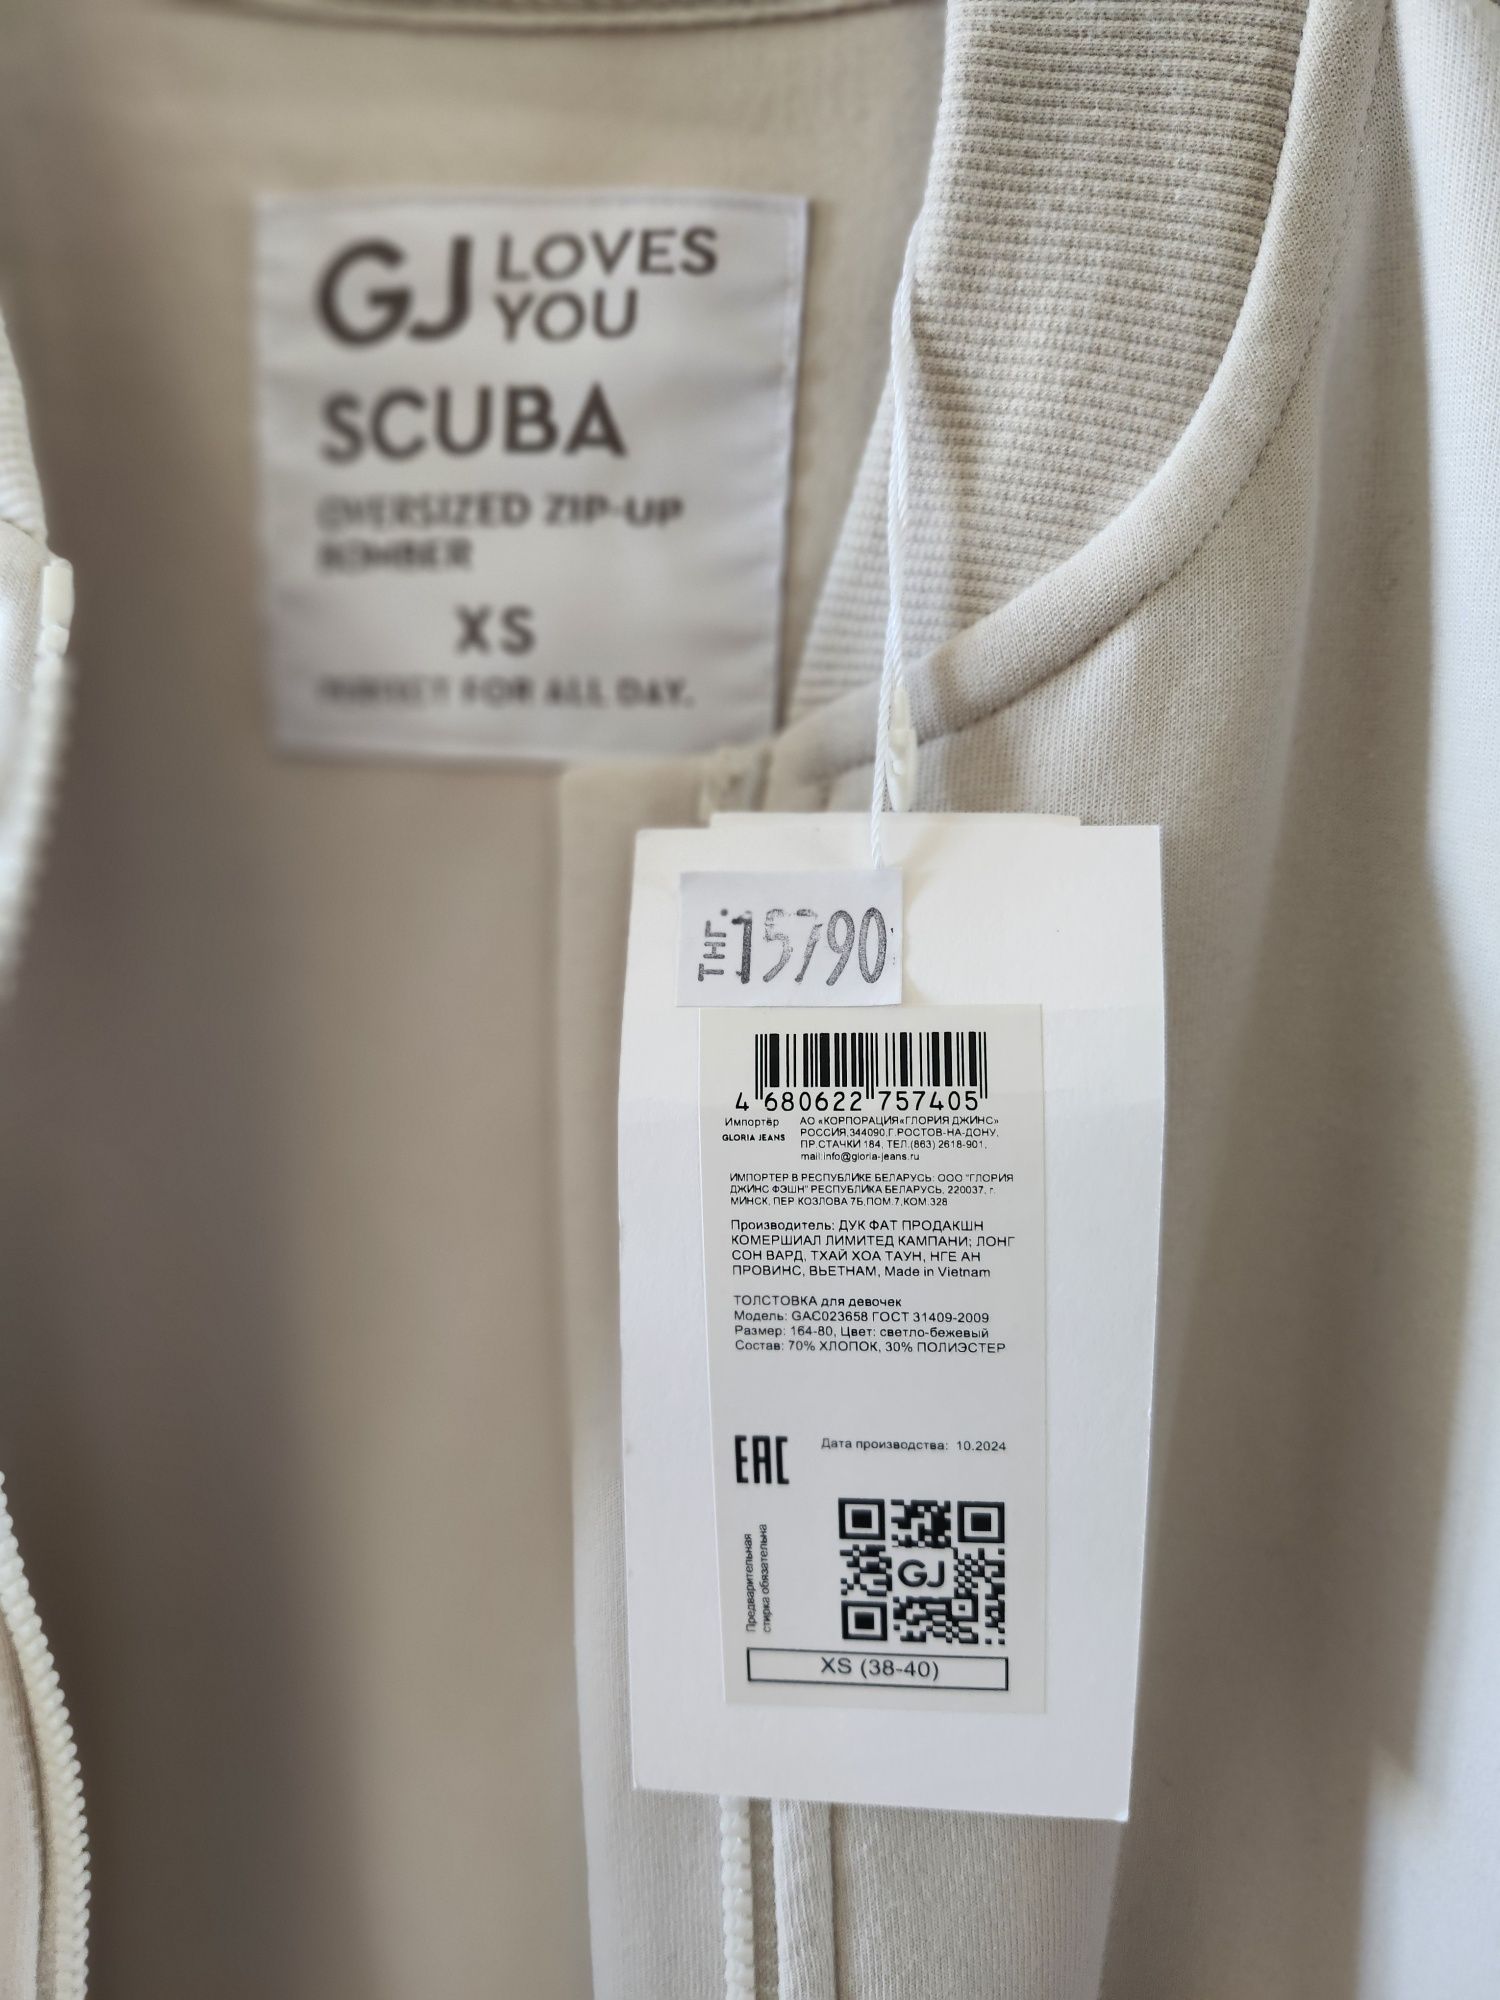 GJ LOVES
YOU
SCUBA
OVERSIZED ZIP-UP
BOMBER
XS
PERFECT FOR ALL DAY.
ТНГ. 15790
4 680622 757405
Импортёр
GLORIA JEANS
АО «КОРПОРАЦИЯ«ГЛОРИЯ ДЖИНС»
РОССИЯ,344090,Г.РОСТОВ-НА-ДОНУ,
ПР.СТАЧКИ 184, ТЕЛ.(863) 2618-901,
mail:info@gloria-jeans.ru
ИМПОРТЕР В РЕСПУБЛИКЕ БЕЛАРУСЬ: ООО "ГЛОРИЯ
ДЖИНС ФЭШН" РЕСПУБЛИКА БЕЛАРУСЬ, 220037, г.
МИНСК, ПЕР.КОЗЛОВА 7Б,ПОМ.7,КОМ.328
Производитель: ДУК ФАТ ПРОДАКШН
КОМЕРШИАЛ ЛИМИТЕД КАМПАНИ; ЛОНГ
СОН ВАРД, ТХАЙ ХОА ТАУН, НГЕ АН
ПРОВИНС, ВЬЕТНАМ, Made in Vietnam
ТОЛСТОВКА для девочек
Модель: GAC023658 ГОСТ 31409-2009
Размер: 164-80, Цвет: светло-бежевый
Состав: 70% ХЛОПОК, 30% ПОЛИЭСТЕР
EAC
Дата производства: 10.2024
Предварительная
стирка обязательна
GJ
XS (38-40)